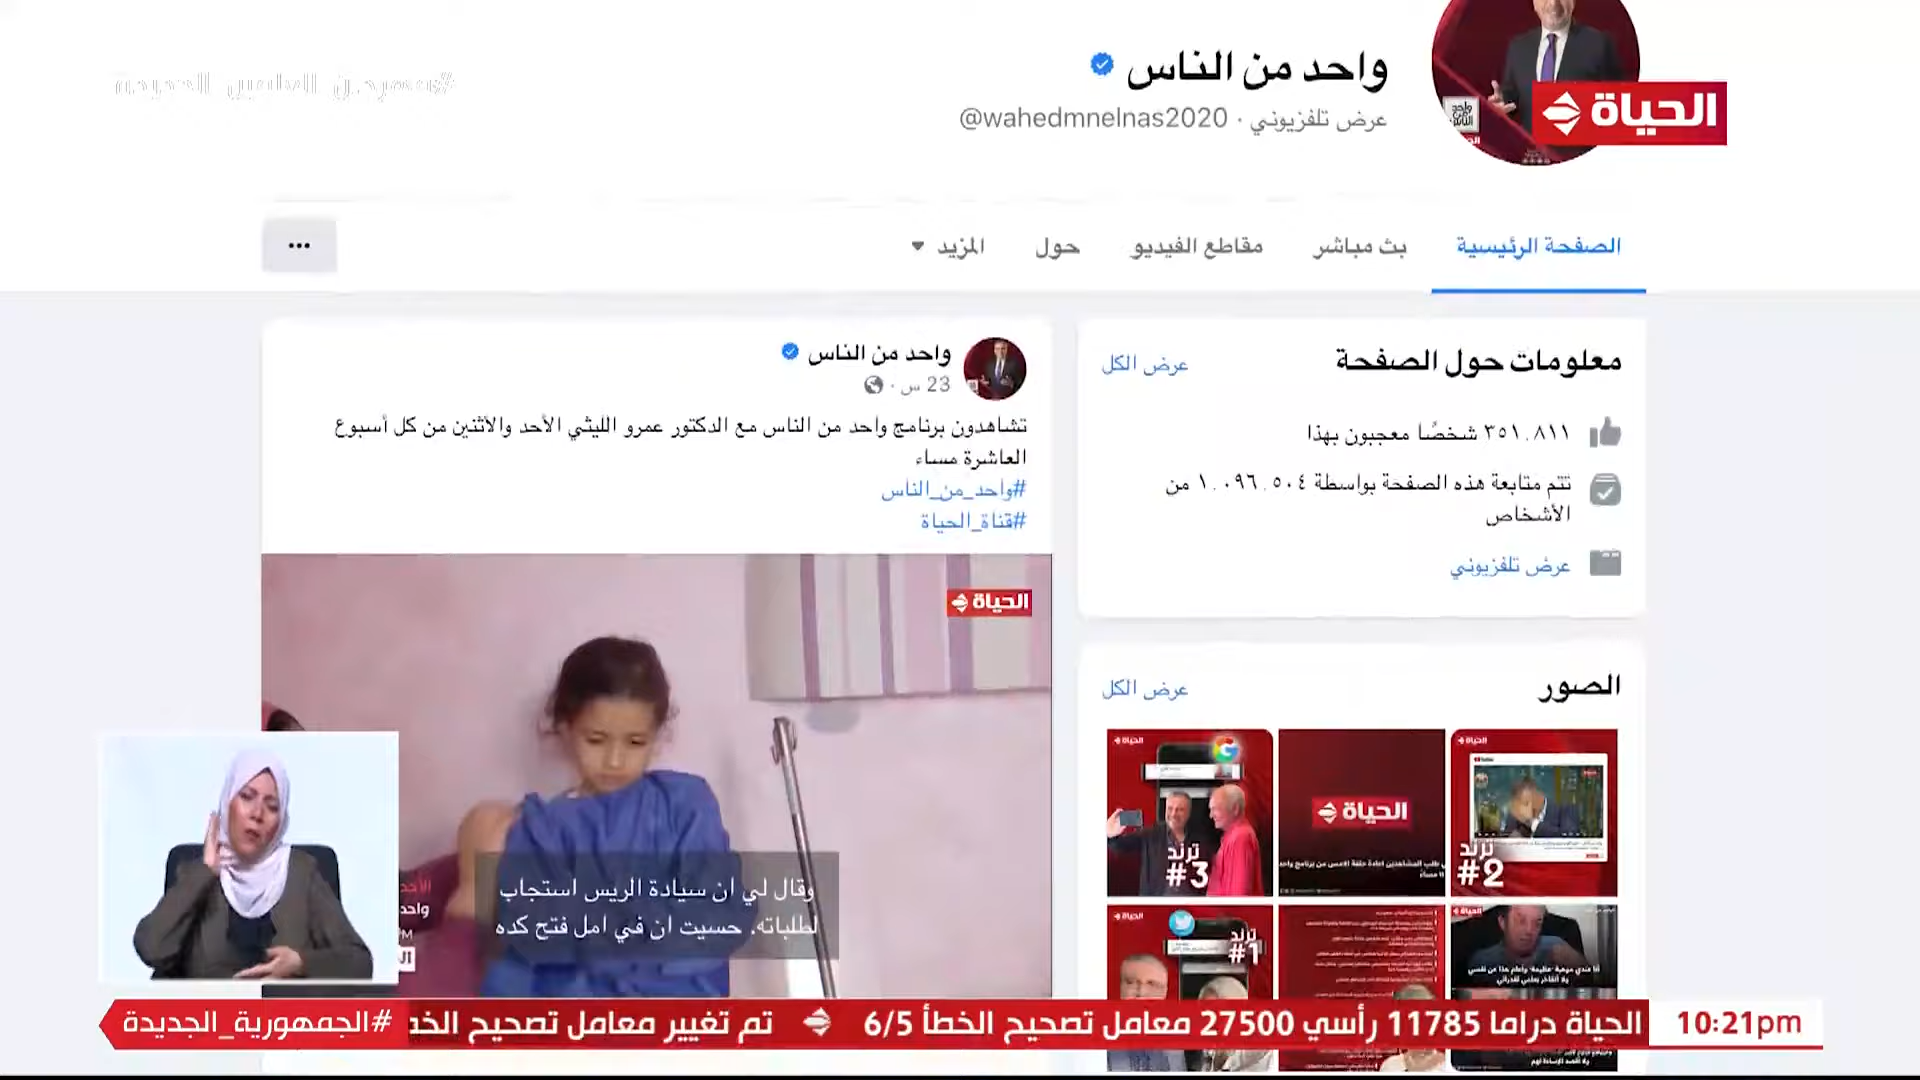 #مهرجان_العلمين_الجديدة
الحياة
واحد من الناس
عرض تلفزيوني · @wahedmnelnas2020
الصفحة الرئيسية
بث مباشر
مقاطع الفيديو
حول
المزيد
معلومات حول الصفحة
عرض الكل
٣٥١٬٨١١ شخصًا معجبون بهذا
تتم متابعة هذه الصفحة بواسطة ١٬٠٩٦٬٥٠٤ من
الأشخاص
عرض تلفزيوني
الصور
عرض الكل
ترند
#2
الحياة
ترند
#3
ترند
#1
واحد من الناس
23 س ·
تشاهدون برنامج واحد من الناس مع الدكتور عمرو الليثي الأحد والأثنين من كل أسبوع
العاشرة مساء
#واحد_من_الناس
#قناة_الحياة
الحياة
وقال لي ان سيادة الريس استجاب
لطلباته. حسيت ان في امل فتح كده
10:21pm
الحياة دراما 11785 رأسي 27500 معامل تصحيح الخطأ 6/5
تم تغيير معامل تصحيح
#الجمهورية_الجديدة